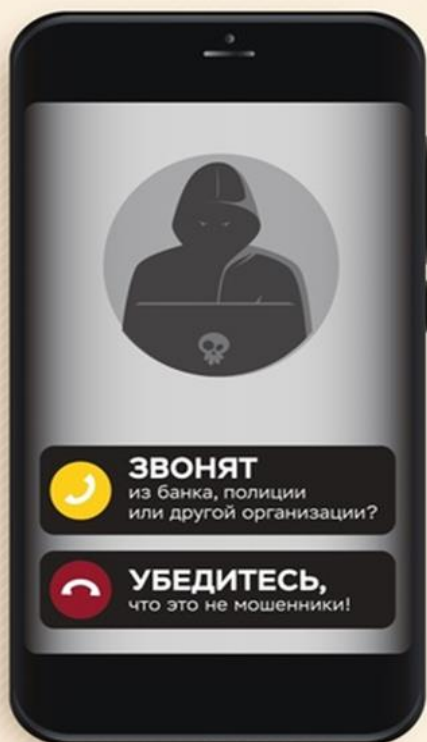 ЗВОНЯТ
из банка, полиции
или другой организации?
УБЕДИТЕСЬ,
что это не мошенники!